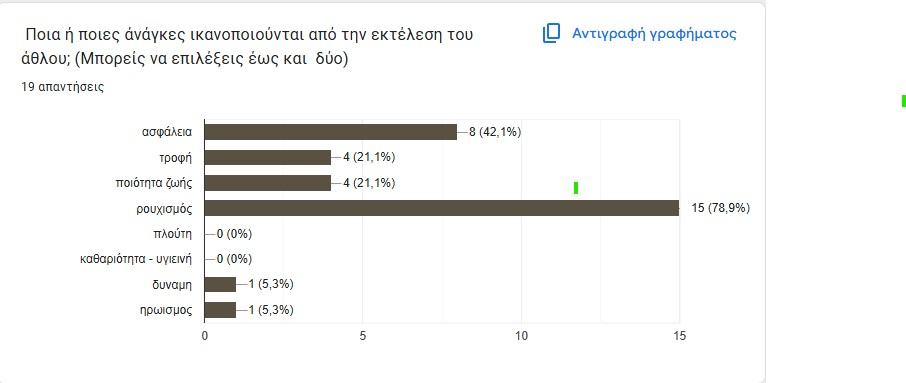 Ποια ή ποιες άνάγκες ικανοποιούνται από την εκτέλεση του
άθλου; (Μπορείς να επιλέξεις έως και δύο)
Αντιγραφή γραφήματος
19 απαντήσεις
ασφάλεια 8 (42,1%)
τροφή 4 (21,1%)
ποιότητα ζωής 4 (21,1%)
ρουχισμός 15 (78,9%)
πλούτη 0 (0%)
καθαριότητα - υγιεινή 0 (0%)
δυναμη 1 (5,3%)
ηρωισμος 1 (5,3%)
0 5 10 15